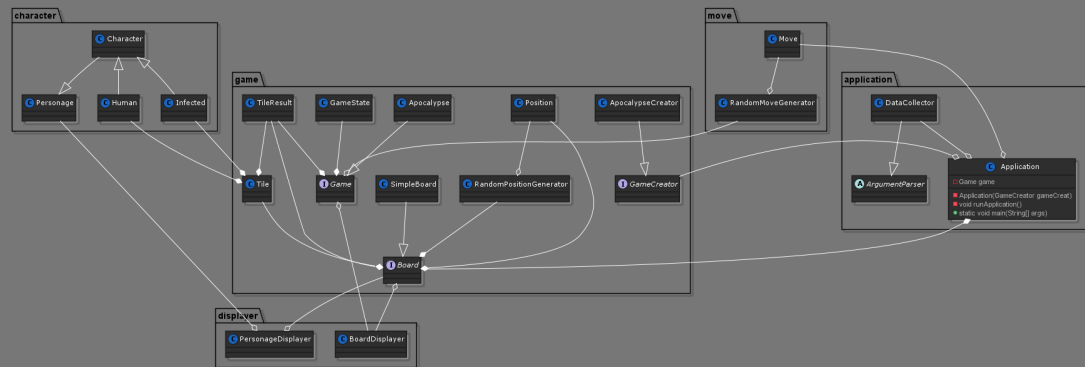 character
C Character
C Personage
C Human
C Infected
game
C TileResult
C GameState
C Apocalypse
C Position
C ApocalypseCreator
C Tile
I Game
C SimpleBoard
C RandomPositionGenerator
I GameCreator
I Board
move
C Move
C RandomMoveGenerator
application
C DataCollector
A ArgumentParser
C Application
Game game
Application(GameCreator gameCreat)
void runApplication()
static void main(String[] args)
displayer
C PersonageDisplayer
C BoardDisplayer